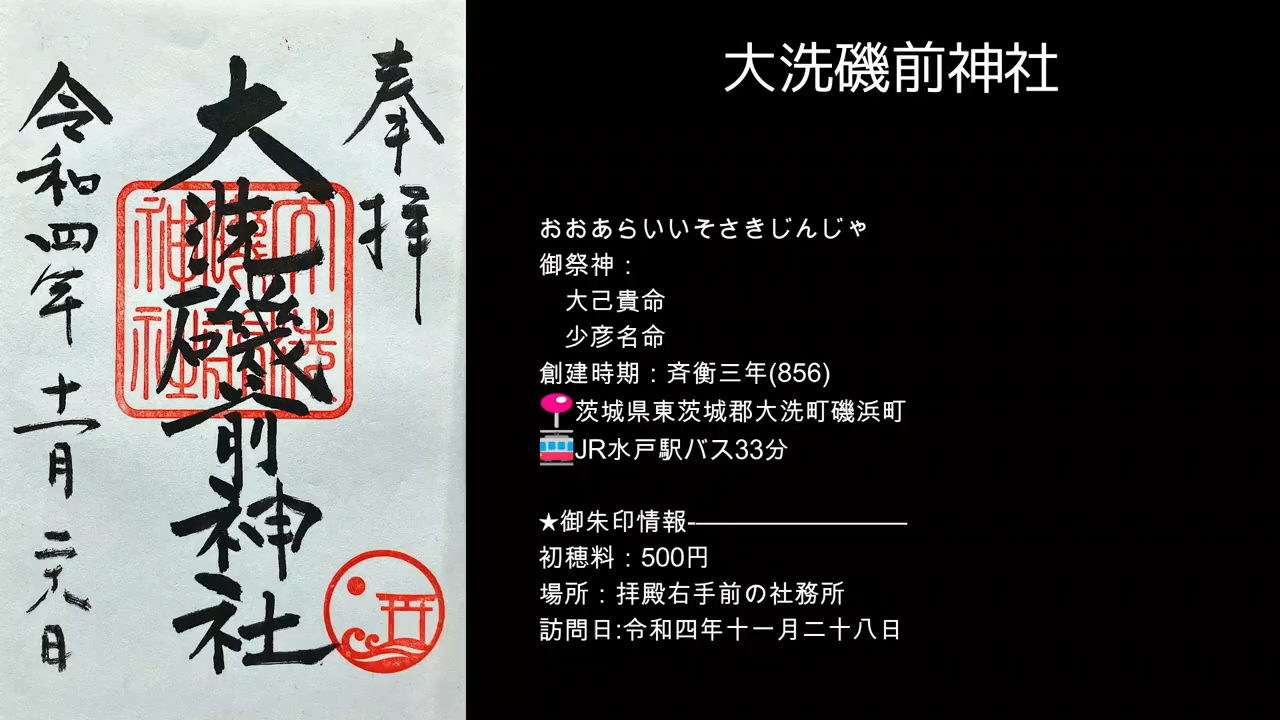 奉拝
大洗磯前神社
令和四年十一月二十八日
大洗磯前神社
おおあらいいそさきじんじゃ
御祭神：
大己貴命
少彦名命
創建時期：斉衡三年(856)
📍茨城県東茨城郡大洗町磯浜町
🚋JR水戸駅バス33分
★御朱印情報-——————————
初穂料：500円
場所：拝殿右手前の社務所
訪問日:令和四年十一月二十八日